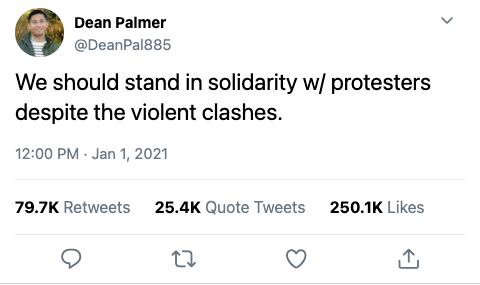 Dean Palmer
@DeanPal885
We should stand in solidarity w/ protesters
despite the violent clashes.
12:00 PM · Jan 1, 2021
79.7K Retweets 25.4K Quote Tweets 250.1K Likes